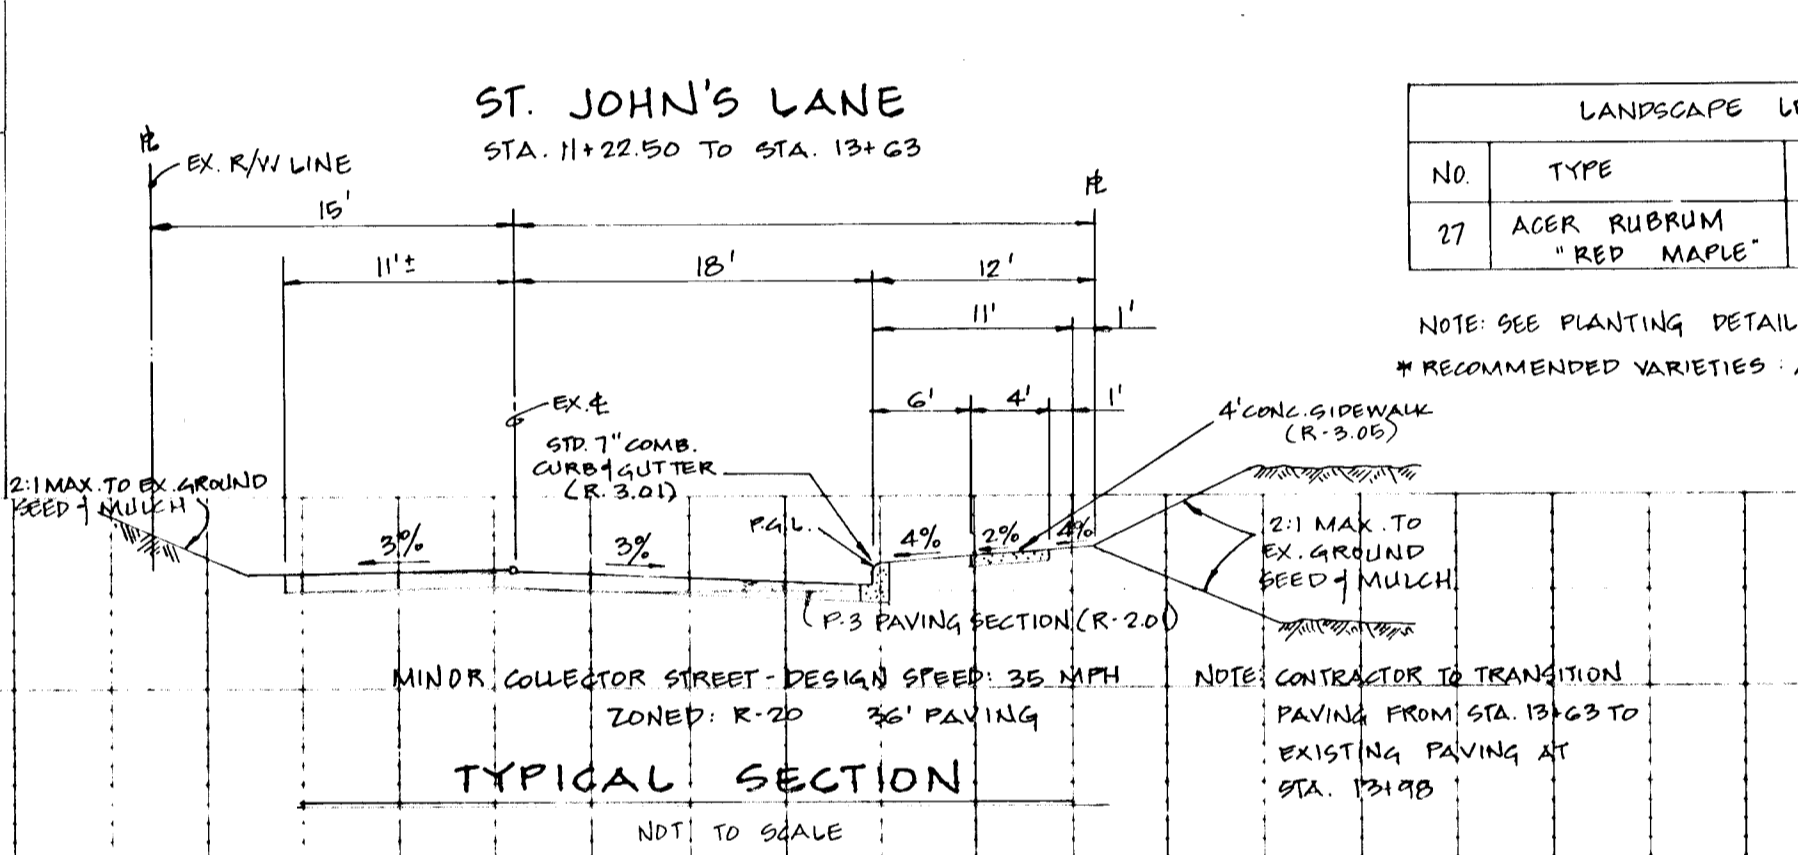 ST. JOHN'S LANE
STA. 11+22.50 TO STA. 13+63
EX. R/W LINE
15'
11'±
18'
12'
11'
1'
6'
4'
1'
EX. ℄
STD. 7" COMB.
CURB & GUTTER
(R. 3.01)
4' CONC. SIDEWALK
(R-3.05)
2:1 MAX. TO EX. GROUND
SEED & MULCH
P.G.L.
3%
3%
4%
2%
4%
2:1 MAX. TO
EX. GROUND
SEED & MULCH
P-3 PAVING SECTION (R-2.01)
MINOR COLLECTOR STREET - DESIGN SPEED: 35 MPH
ZONED: R-20 36' PAVING
TYPICAL SECTION
NOT TO SCALE
NOTE: CONTRACTOR TO TRANSITION
PAVING FROM STA. 13+63 TO
EXISTING PAVING AT
STA. 13+98
LANDSCAPE
NO. TYPE
27 ACER RUBRUM
"RED MAPLE"
NOTE: SEE PLANTING DETAIL
* RECOMMENDED VARIETIES :